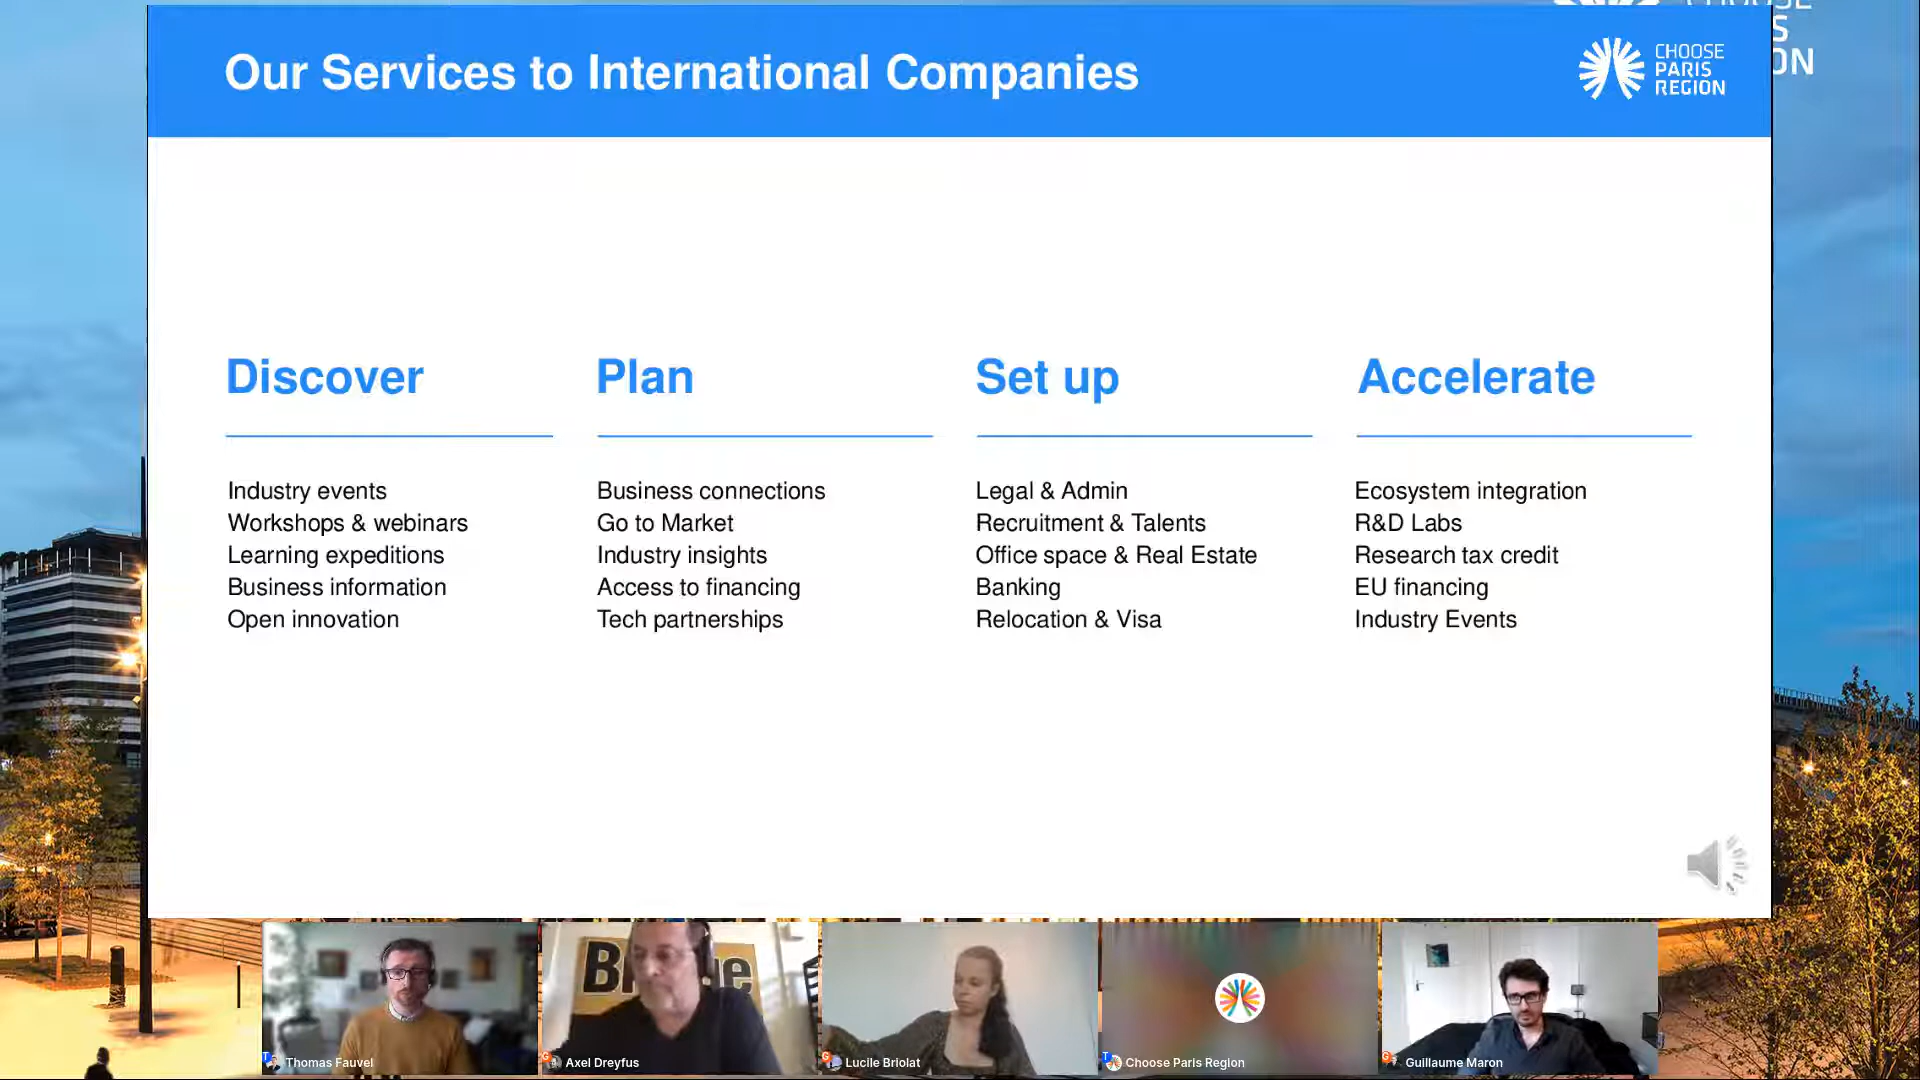 Our Services to International Companies
CHOOSE
PARIS
REGION
ON
Discover
Plan
Set up
Accelerate
Industry events
Workshops & webinars
Learning expeditions
Business information
Open innovation
Business connections
Go to Market
Industry insights
Access to financing
Tech partnerships
Legal & Admin
Recruitment & Talents
Office space & Real Estate
Banking
Relocation & Visa
Ecosystem integration
R&D Labs
Research tax credit
EU financing
Industry Events
Thomas Fauvel
Axel Dreyfus
Lucile Briolat
Choose Paris Region
Guillaume Maron